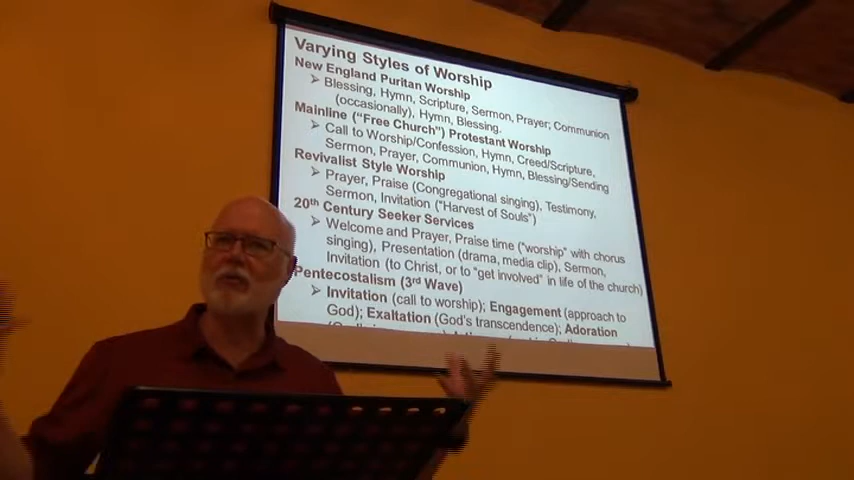 Varying Styles of Worship
New England Puritan Worship
Blessing, Hymn, Scripture, Sermon, Prayer; Communion
(occasionally), Hymn, Blessing.
Mainline ("Free Church") Protestant Worship
Call to Worship/Confession, Hymn, Creed/Scripture,
Sermon, Prayer, Communion, Hymn, Blessing/Sending
Revivalist Style Worship
Prayer, Praise (Congregational singing), Testimony,
Sermon, Invitation ("Harvest of Souls")
20th Century Seeker Services
Welcome and Prayer, Praise time ("worship" with chorus
singing), Presentation (drama, media clip), Sermon,
Invitation (to Christ, or to "get involved" in life of the church)
Pentecostalism (3rd Wave)
Invitation (call to worship); Engagement (approach to
God); Exaltation (God's transcendence); Adoration